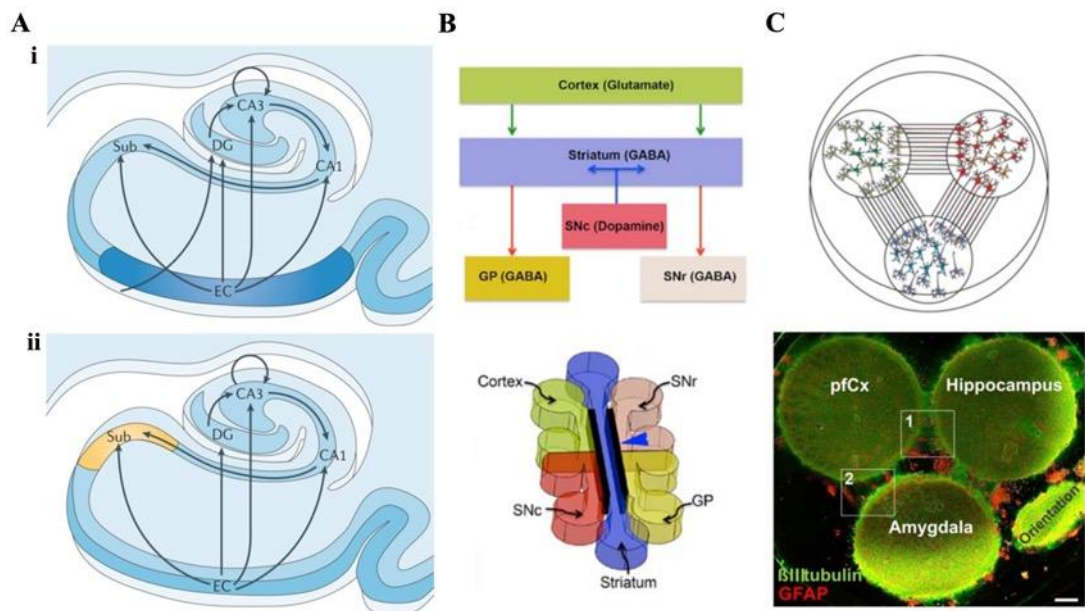 A
i
CA3
Sub
DG
CA1
EC
ii
CA3
Sub
DG
CA1
EC
B
Cortex (Glutamate)
Striatum (GABA)
SNc (Dopamine)
GP (GABA)
SNr (GABA)
Cortex
SNr
SNc
GP
Striatum
C
pfCx
Hippocampus
1
2
Amygdala
Orientation
ßIII tubulin
GFAP